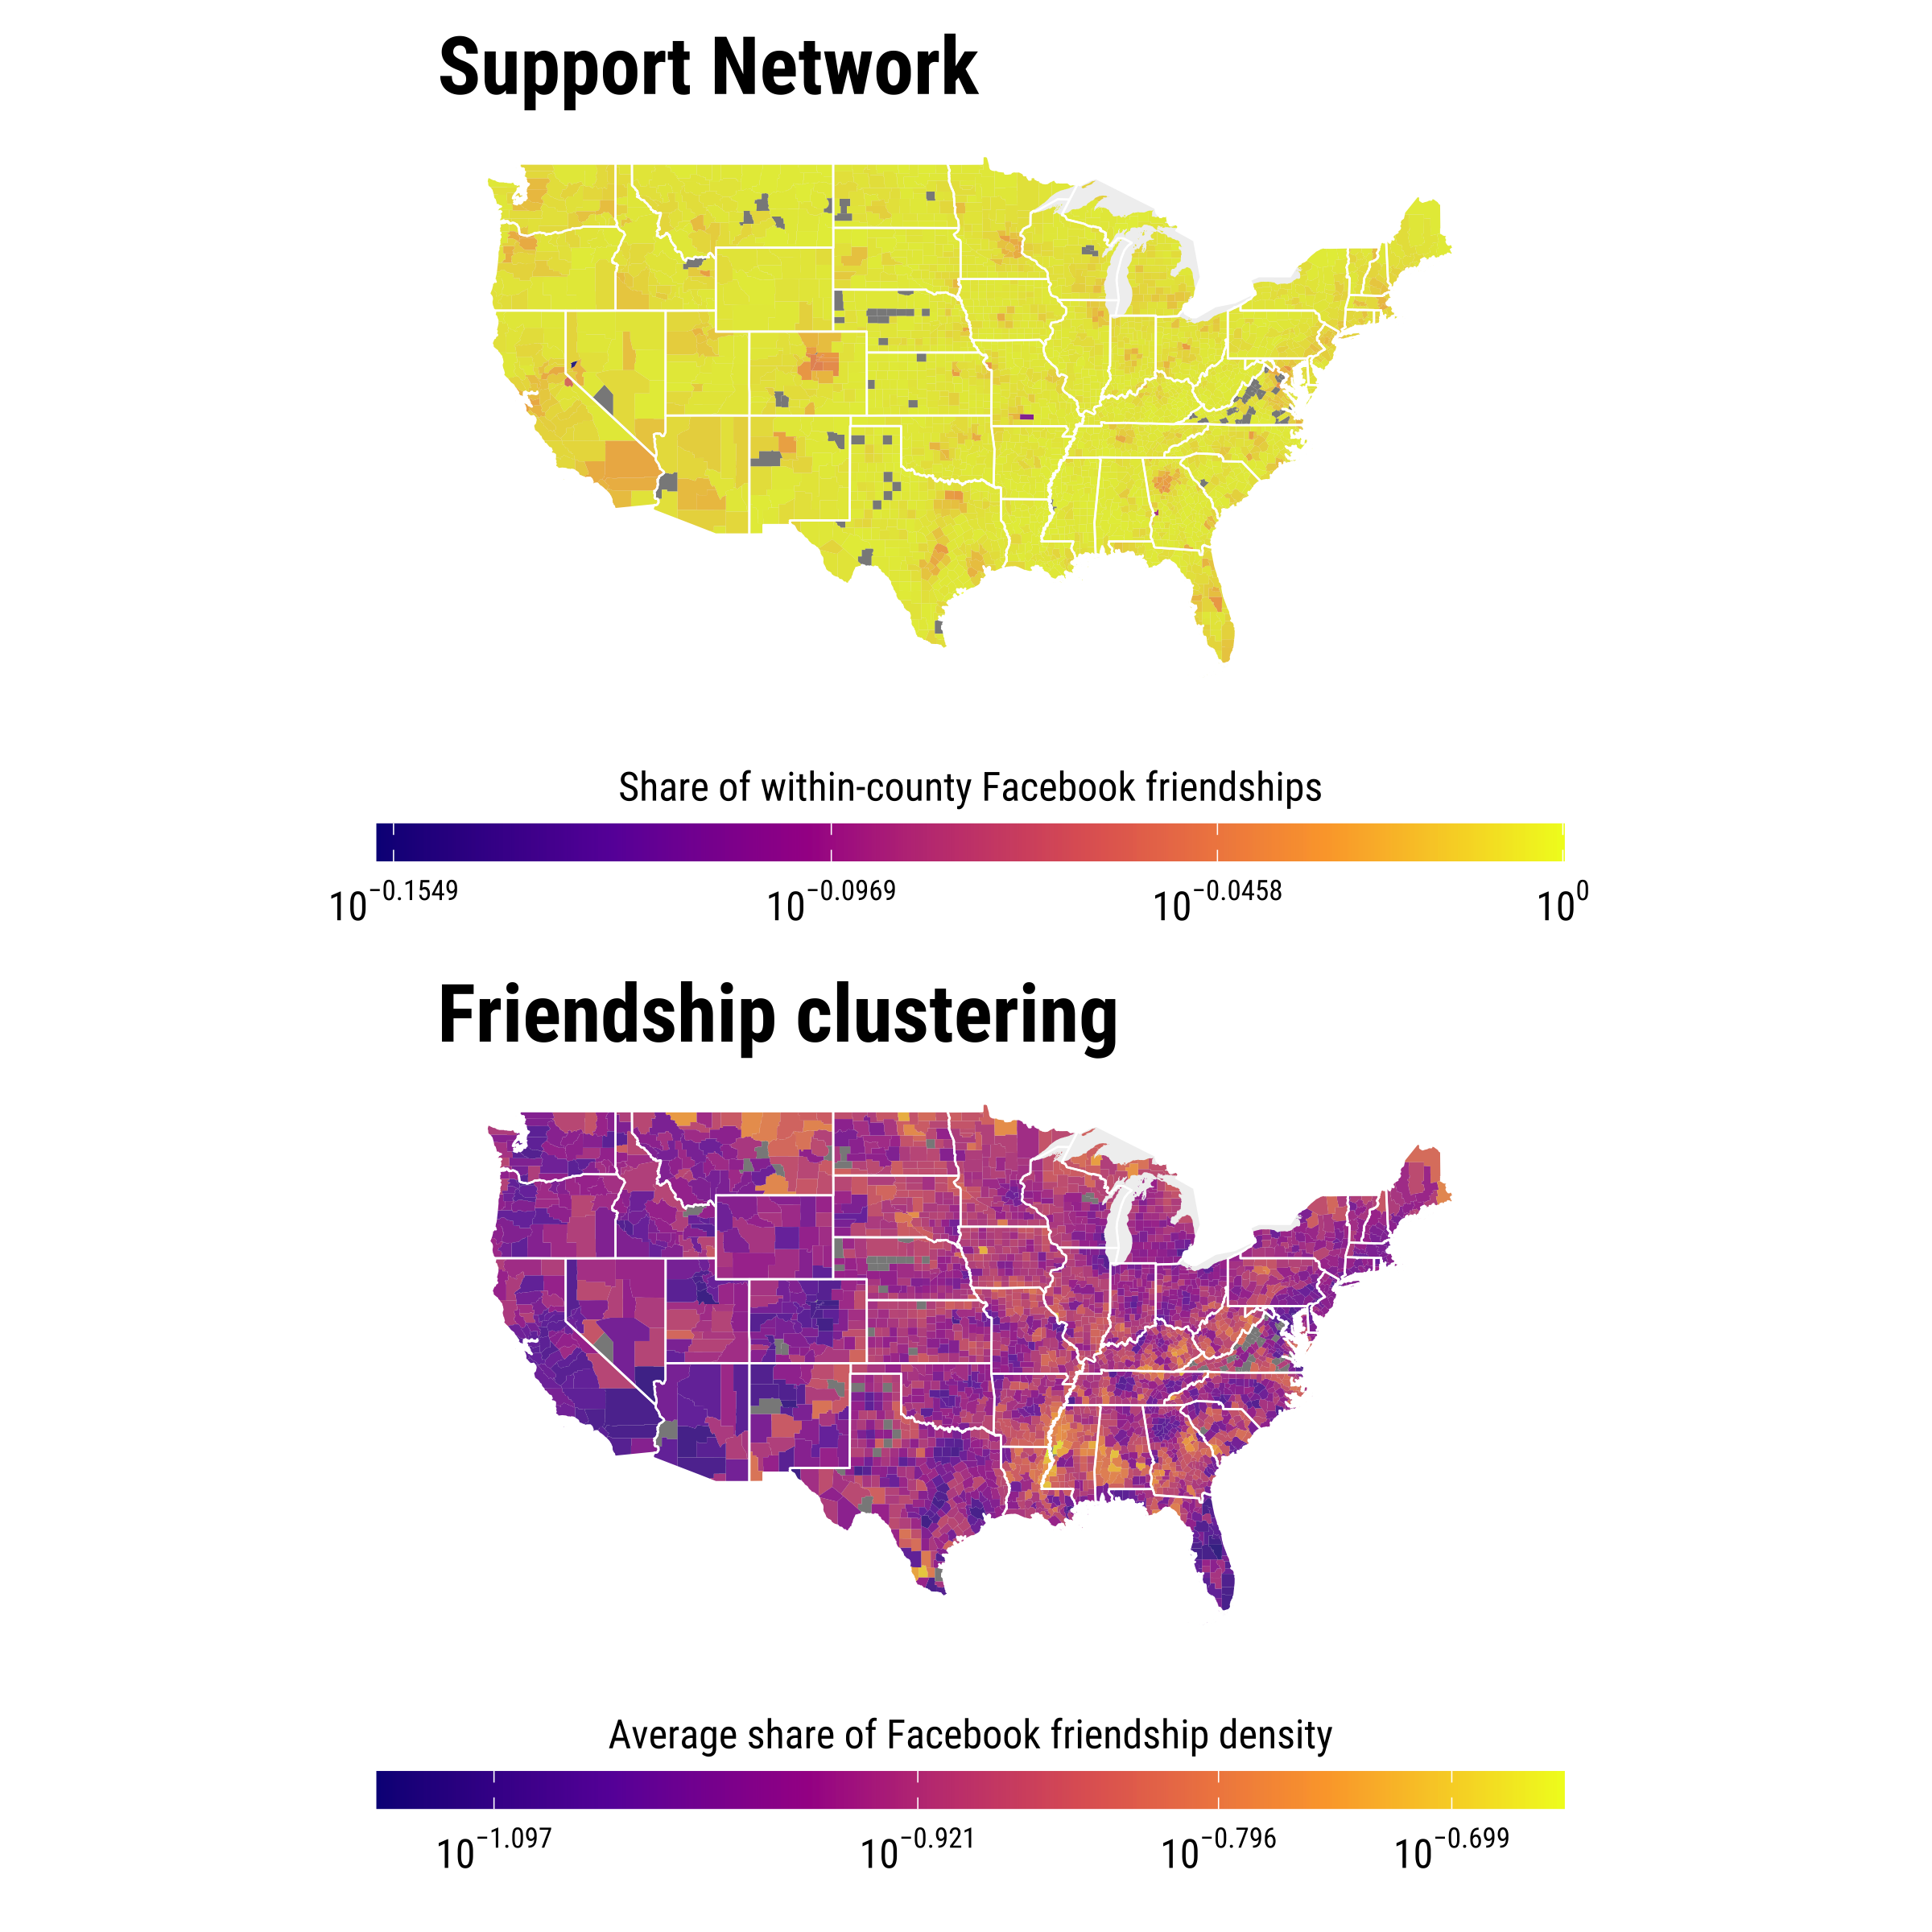 Support Network
Share of within-county Facebook friendships
10^−0.1549 10^−0.0969 10^−0.0458 10^0
Friendship clustering
Average share of Facebook friendship density
10^−1.097 10^−0.921 10^−0.796 10^−0.699